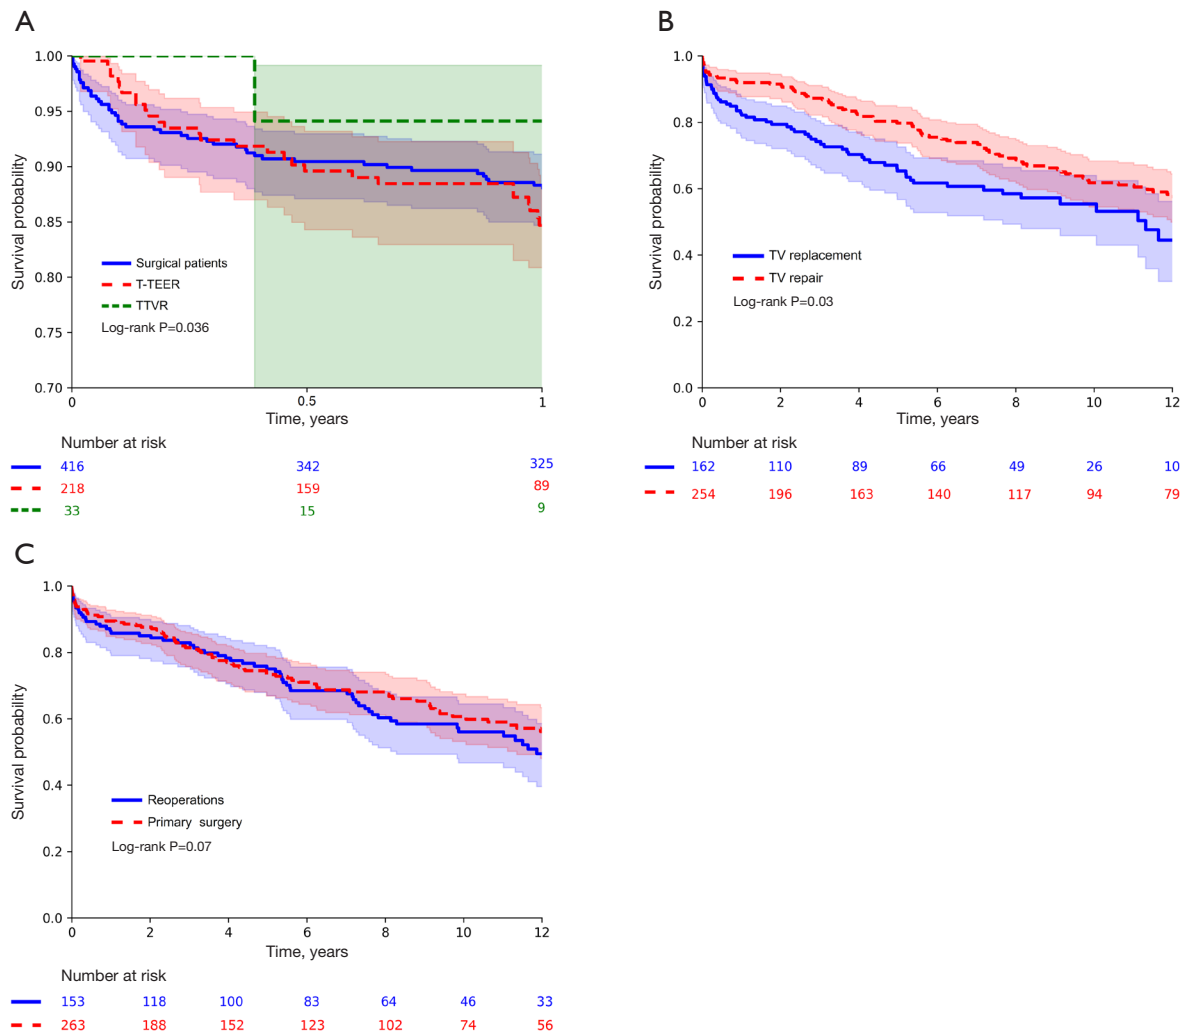 A
Survival probability
1.00
0.95
0.90
0.85
0.80
0.75
0.70
Surgical patients
T-TEER
TTVR
Log-rank P=0.036
0 0.5 1
Time, years
Number at risk
416 342 325
218 159 89
33 15 9
B
Survival probability
1.0
0.8
0.6
0.4
0.2
0.0
TV replacement
TV repair
Log-rank P=0.03
0 2 4 6 8 10 12
Time, years
Number at risk
162 110 89 66 49 26 10
254 196 163 140 117 94 79
C
Survival probability
1.0
0.8
0.6
0.4
0.2
0.0
Reoperations
Primary surgery
Log-rank P=0.07
0 2 4 6 8 10 12
Time, years
Number at risk
153 118 100 83 64 46 33
263 188 152 123 102 74 56